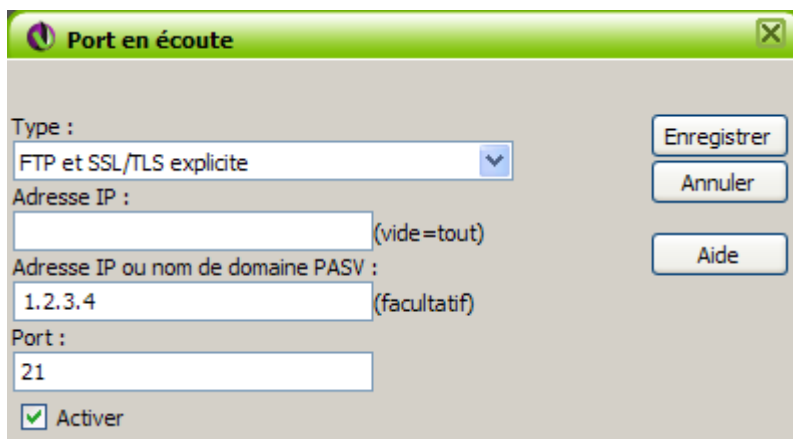 Port en écoute
Type :
Enregistrer
FTP et SSL/TLS explicite
Annuler
Adresse IP :
(vide=tout)
Adresse IP ou nom de domaine PASV :
Aide
1.2.3.4 (facultatif)
Port :
21
Activer